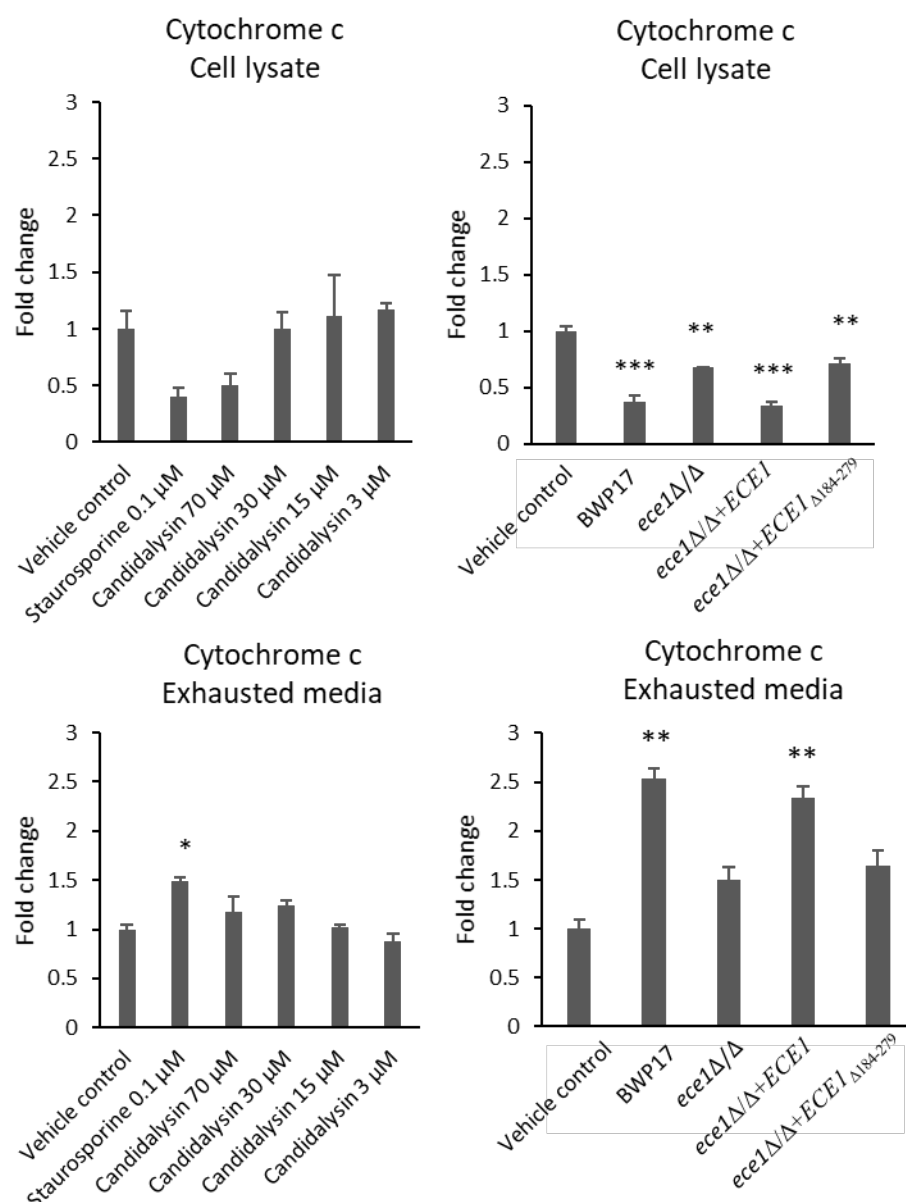 Cytochrome c
Cell lysate
3
2.5
2
1.5
1
0.5
0
Fold change
Vehicle control
Staurosporine 0.1 µM
Candidalysin 70 µM
Candidalysin 30 µM
Candidalysin 15 µM
Candidalysin 3 µM
Cytochrome c
Cell lysate
3
2.5
2
1.5
1
0.5
0
Fold change
***
**
***
**
Vehicle control
BWP17
ece1Δ/Δ
ece1Δ/Δ+ECE1
ece1Δ/Δ+ECE1Δ184-279
Cytochrome c
Exhausted media
3
2.5
2
1.5
1
0.5
0
Fold change
*
Vehicle control
Staurosporine 0.1 µM
Candidalysin 70 µM
Candidalysin 30 µM
Candidalysin 15 µM
Candidalysin 3 µM
Cytochrome c
Exhausted media
3
2.5
2
1.5
1
0.5
0
Fold change
**
**
Vehicle control
BWP17
ece1Δ/Δ
ece1Δ/Δ+ECE1
ece1Δ/Δ+ECE1Δ184-279